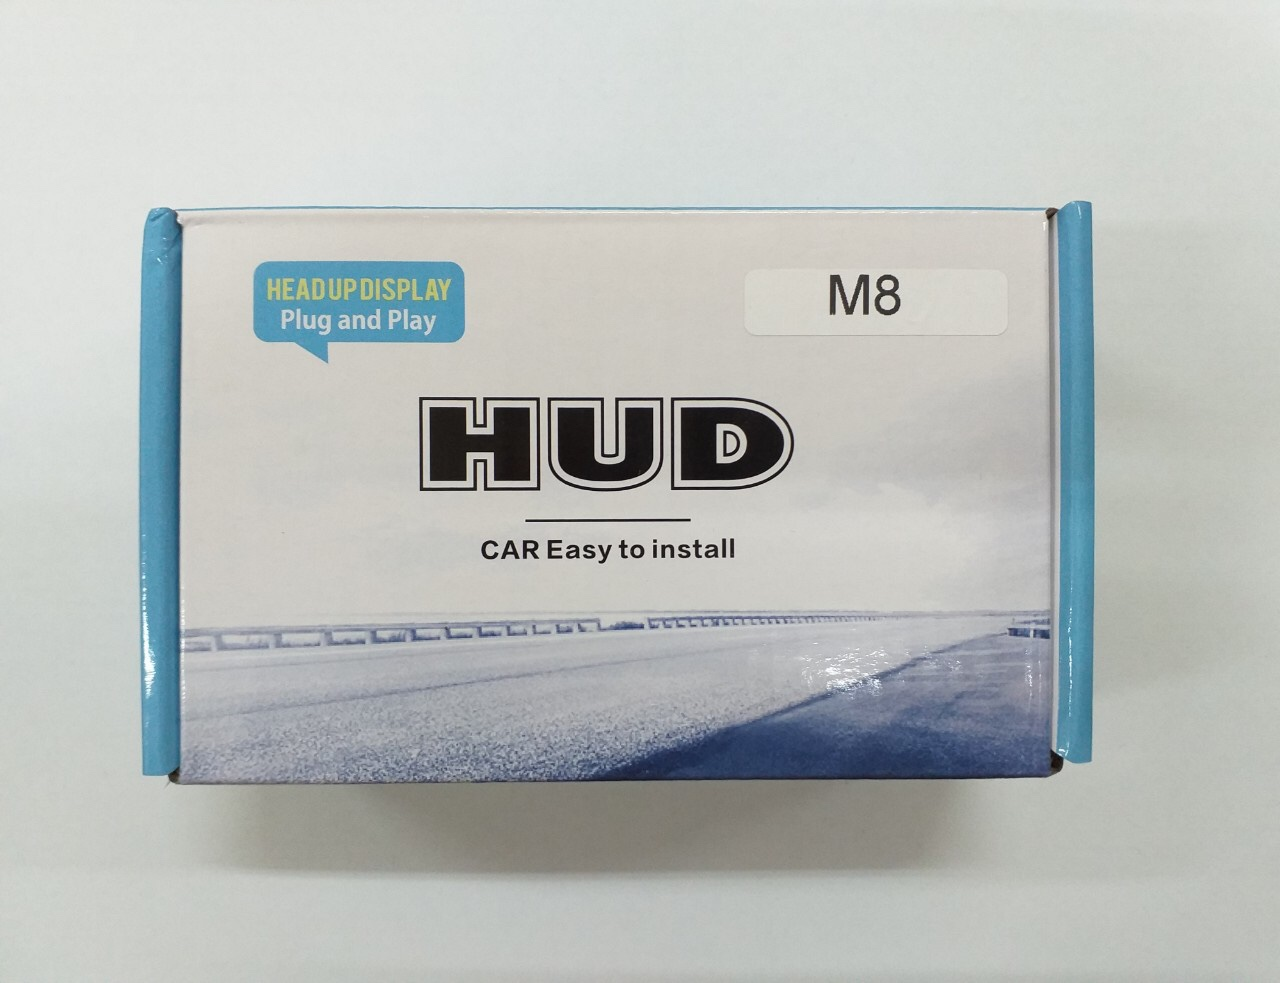 HEAD UP DISPLAY
Plug and Play
M8
HUD
CAR Easy to install